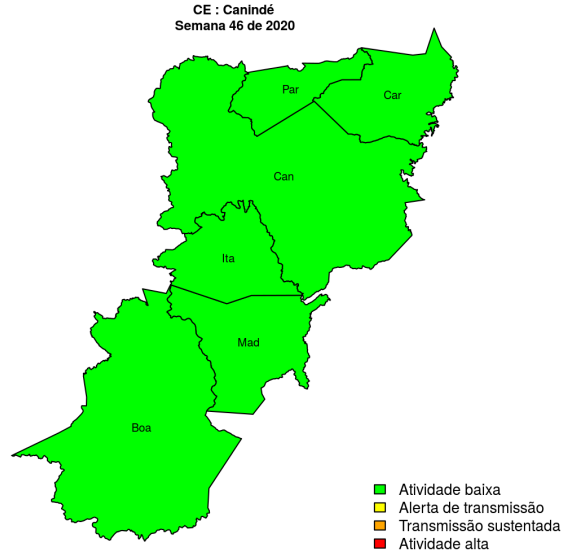 CE : Canindé
Semana 46 de 2020
Par
Car
Can
Ita
Mad
Boa
Atividade baixa
Alerta de transmissão
Transmissão sustentada
Atividade alta